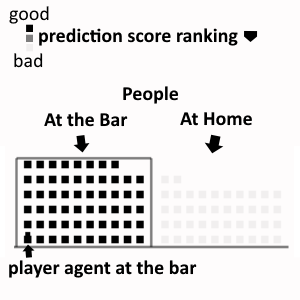 good
prediction score ranking
bad
People
At the Bar
At Home
player agent at the bar